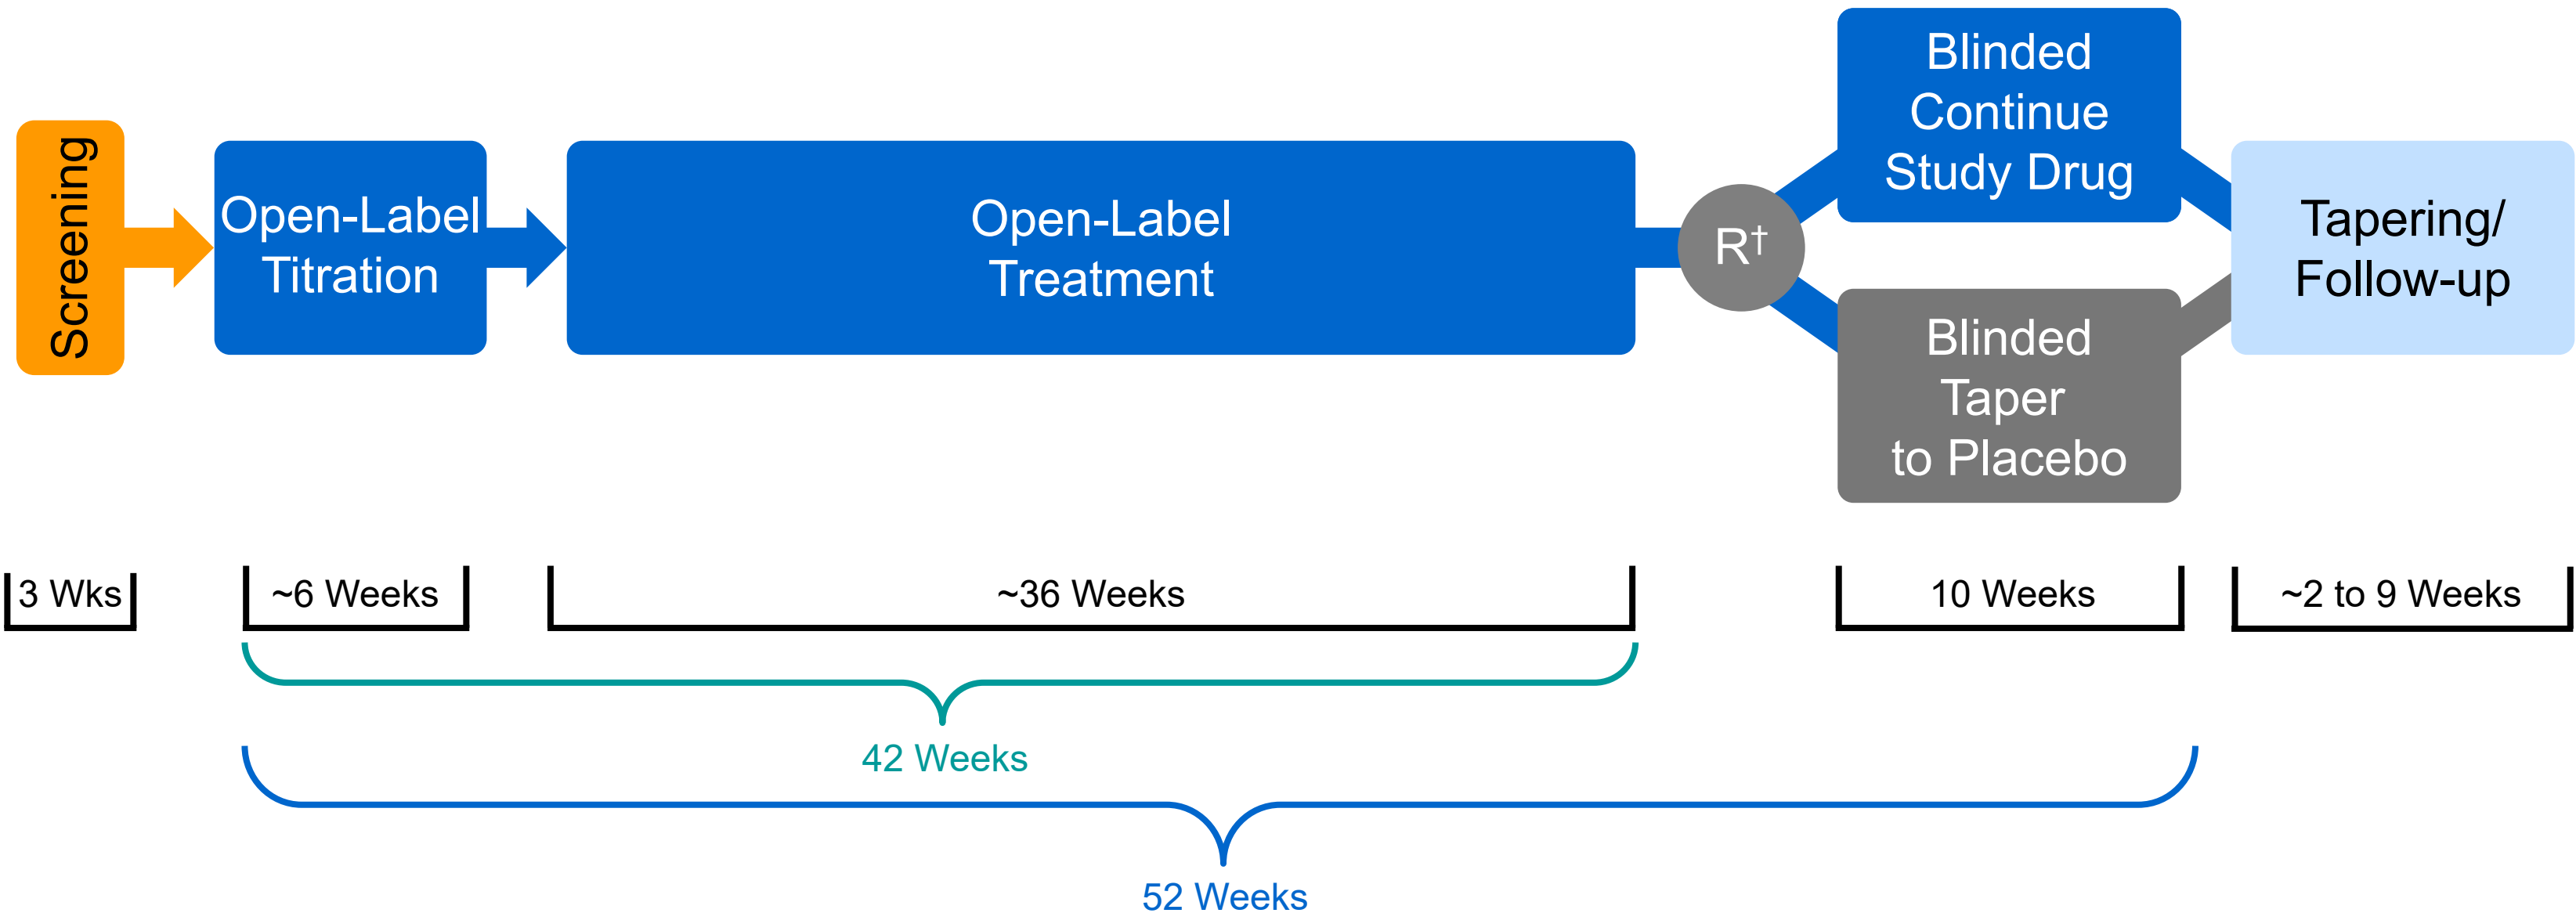 Screening
Open-Label
Titration
Open-Label
Treatment
R†
Blinded
Continue
Study Drug
Blinded
Taper
to Placebo
Tapering/
Follow-up
3 Wks
~6 Weeks
~36 Weeks
10 Weeks
~2 to 9 Weeks
42 Weeks
52 Weeks